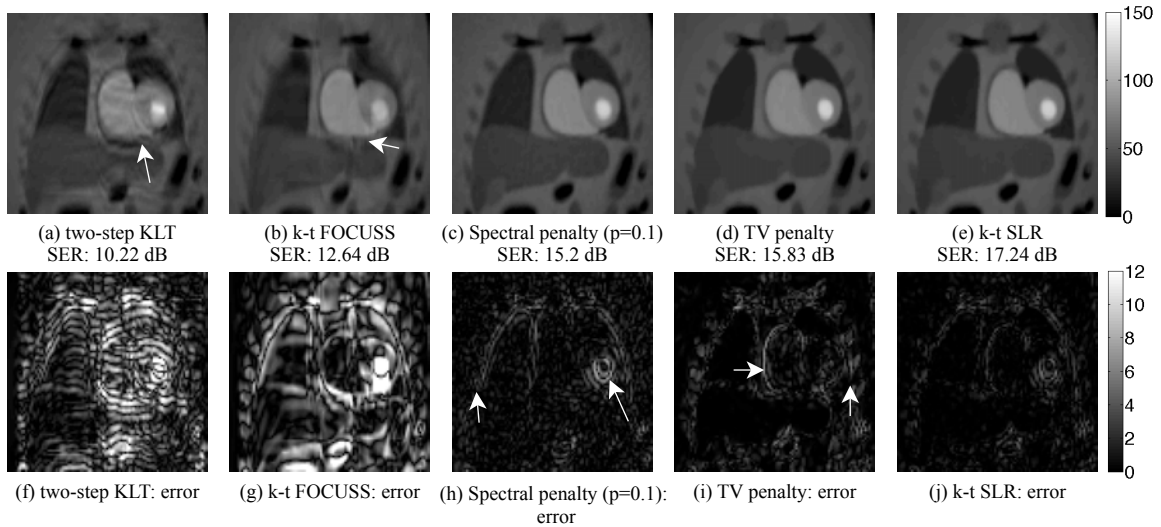 150
100
50
0
(a) two-step KLT
SER: 10.22 dB
(b) k-t FOCUSS
SER: 12.64 dB
(c) Spectral penalty (p=0.1)
SER: 15.2 dB
(d) TV penalty
SER: 15.83 dB
(e) k-t SLR
SER: 17.24 dB
12
10
8
6
4
2
0
(f) two-step KLT: error
(g) k-t FOCUSS: error
(h) Spectral penalty (p=0.1):
error
(i) TV penalty: error
(j) k-t SLR: error